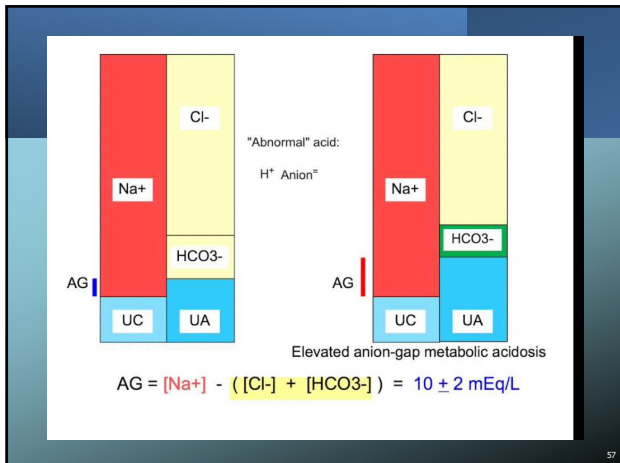 Cl-
Na+
HCO3-
AG
UC
UA
"Abnormal" acid:
H+ Anion=
Cl-
Na+
HCO3-
AG
UC
UA
Elevated anion-gap metabolic acidosis
AG = [Na+] - ( [Cl-] + [HCO3-] ) = 10 ± 2 mEq/L
57